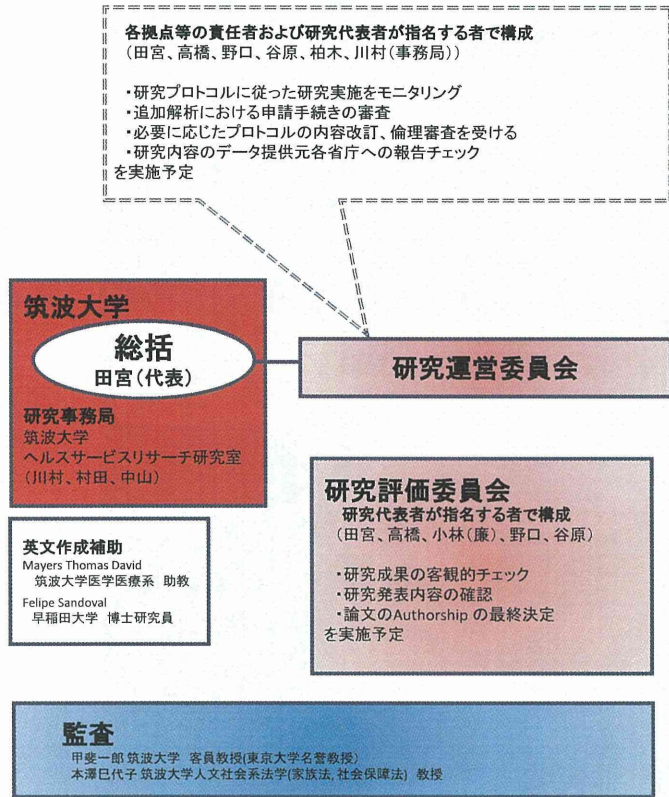 各拠点等の責任者および研究代表者が指名する者で構成
（田宮、高橋、野口、谷原、柏木、川村（事務局））
・研究プロトコルに従った研究実施をモニタリング
・追加解析における申請手続きの審査
・必要に応じたプロトコルの内容改訂、倫理審査を受ける
・研究内容のデータ提供元各省庁への報告チェック
を実施予定
筑波大学
総括
田宮（代表）
研究運営委員会
研究事務局
筑波大学
ヘルスサービスリサーチ研究室
（川村、村田、中山）
研究評価委員会
研究代表者が指名する者で構成
（田宮、高橋、小林（廉）、野口、谷原）
・研究成果の客観的チェック
・研究発表内容の確認
・論文のAuthorship の最終決定
を実施予定
英文作成補助
Mayers Thomas David
筑波大学医学医療系 助教
Felipe Sandoval
早稲田大学 博士研究員
監査
甲斐一郎 筑波大学 客員教授(東京大学名誉教授)
本澤巳代子 筑波大学人文社会系法学(家族法, 社会保障法) 教授